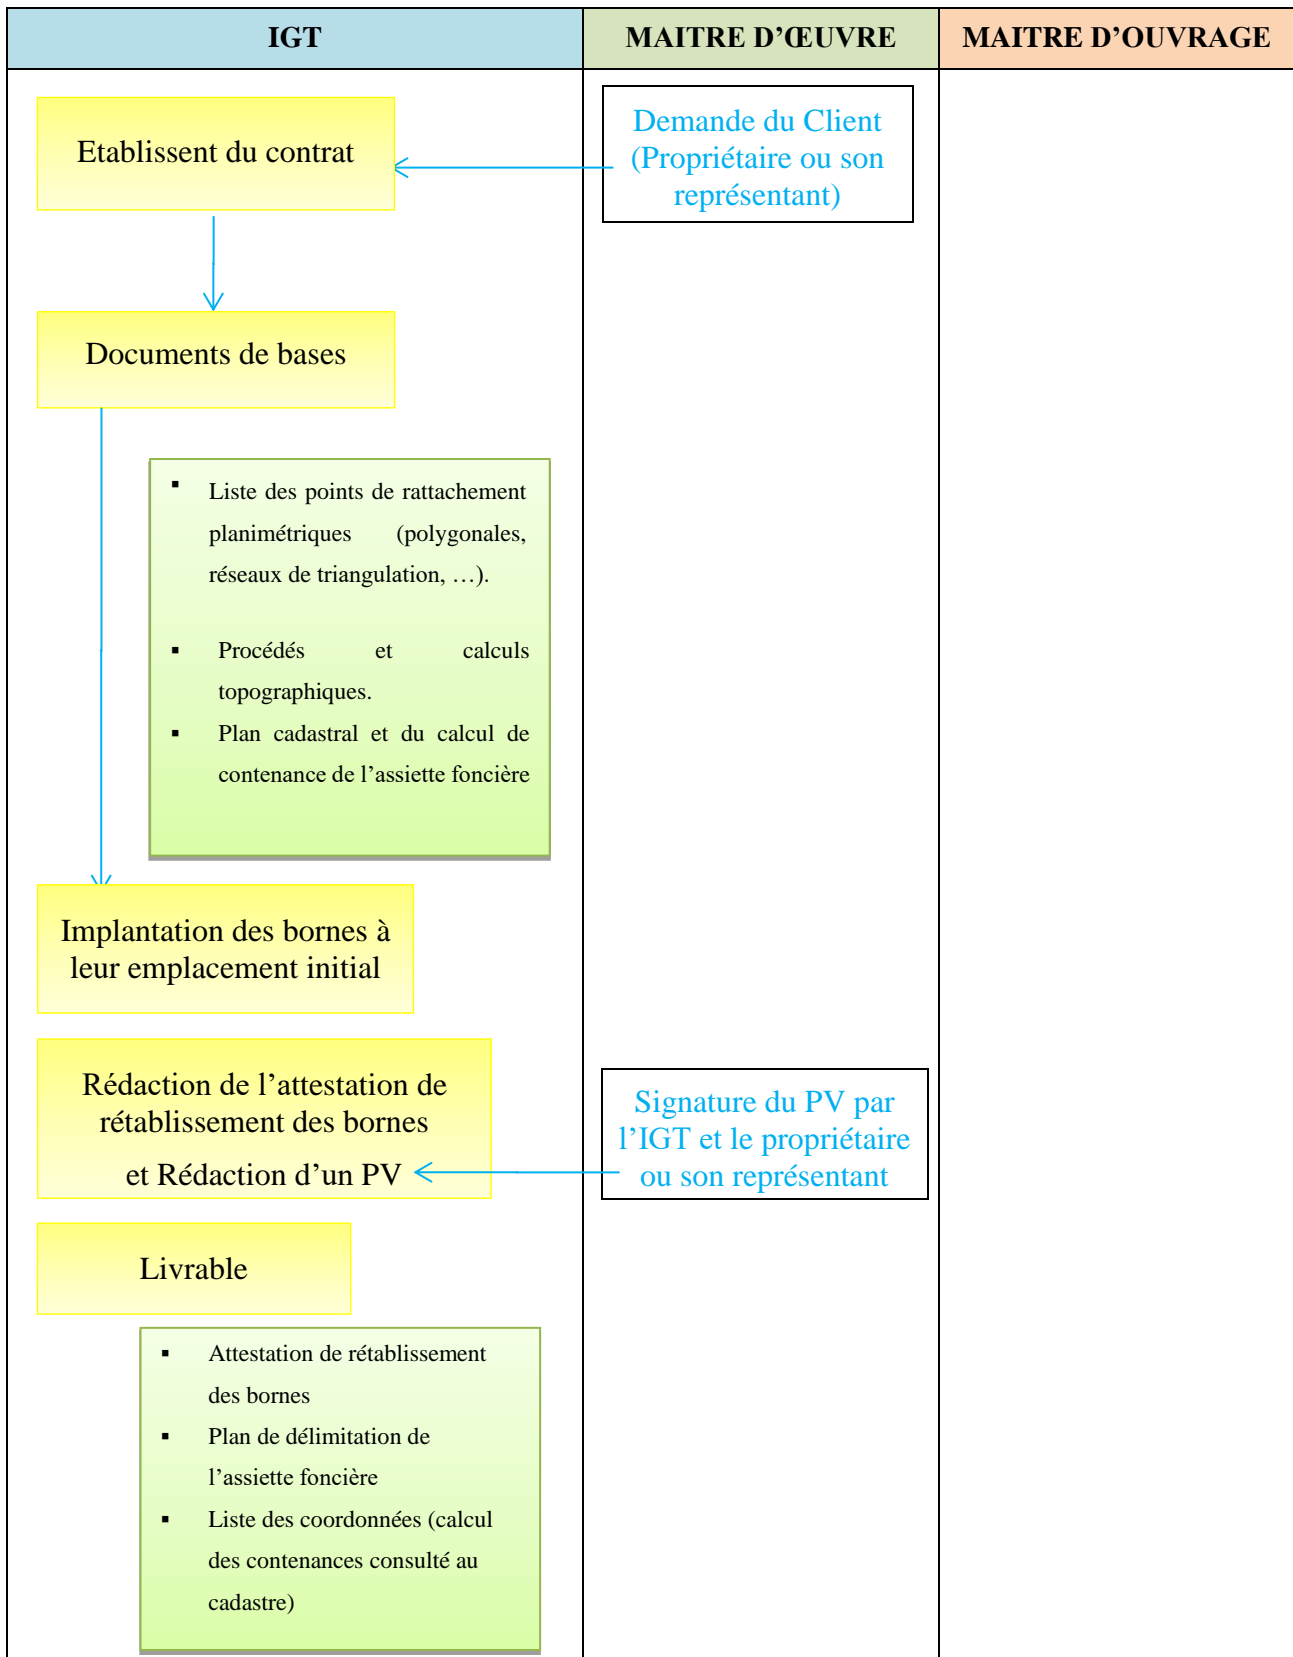 IGT
MAITRE D’ŒUVRE
MAITRE D’OUVRAGE
Etablissent du contrat
Demande du Client
(Propriétaire ou son
représentant)
Documents de bases
▪ Liste des points de rattachement
planimétriques (polygonales,
réseaux de triangulation, …).
▪ Procédés et calculs
topographiques.
▪ Plan cadastral et du calcul de
contenance de l’assiette foncière
Implantation des bornes à
leur emplacement initial
Rédaction de l’attestation de
rétablissement des bornes
et Rédaction d’un PV
Signature du PV par
l’IGT et le propriétaire
ou son représentant
Livrable
▪ Attestation de rétablissement
des bornes
▪ Plan de délimitation de
l’assiette foncière
▪ Liste des coordonnées (calcul
des contenances consulté au
cadastre)